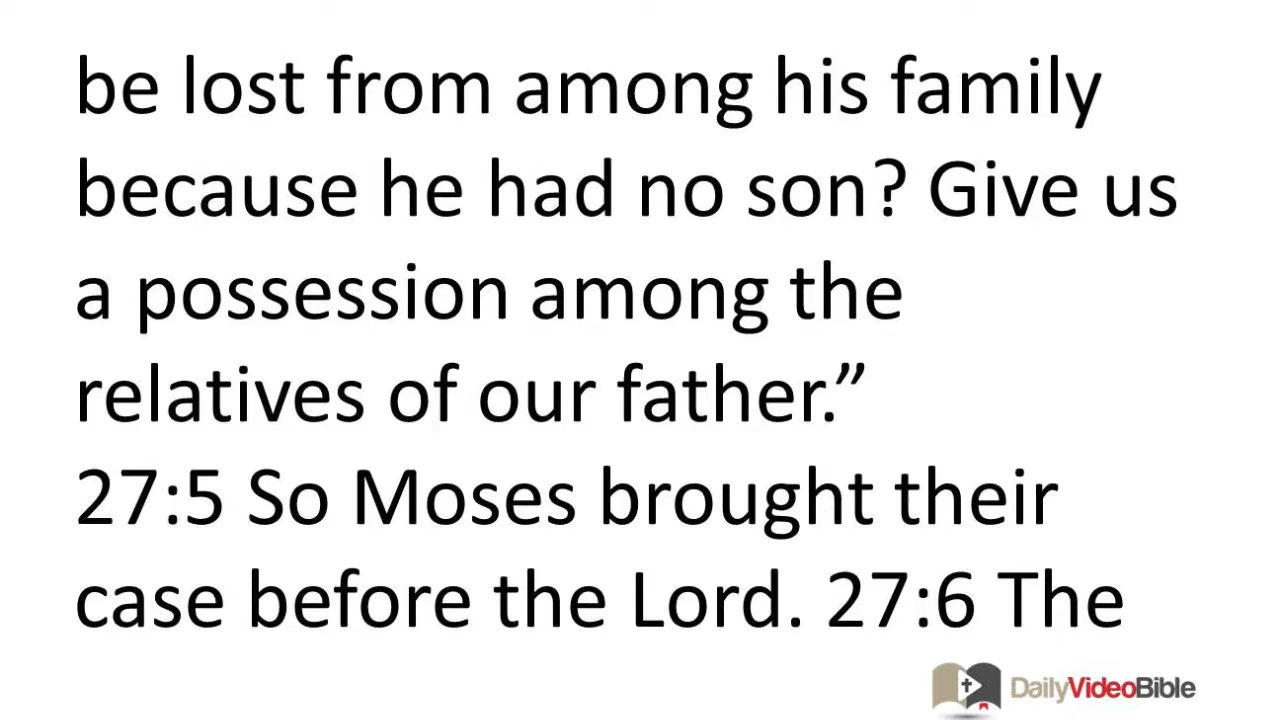 be lost from among his family
because he had no son? Give us
a possession among the
relatives of our father.”
27:5 So Moses brought their
case before the Lord. 27:6 The
DailyVideoBible